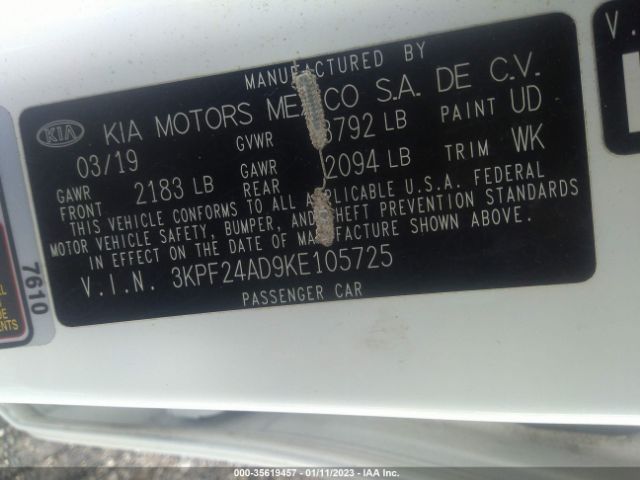 MANUFACTURED BY
KIA KIA MOTORS MEXICO S.A. DE C.V.
03/19 GVWR 3792 LB PAINT UD
GAWR FRONT 2183 LB GAWR REAR 2094 LB TRIM WK
THIS VEHICLE CONFORMS TO ALL APPLICABLE U.S.A. FEDERAL
MOTOR VEHICLE SAFETY, BUMPER, AND THEFT PREVENTION STANDARDS
IN EFFECT ON THE DATE OF MANUFACTURE SHOWN ABOVE.
V.I.N. 3KPF24AD9KE105725
PASSENGER CAR
7610
V.
000-35619457 - 01/11/2023 - IAA Inc.